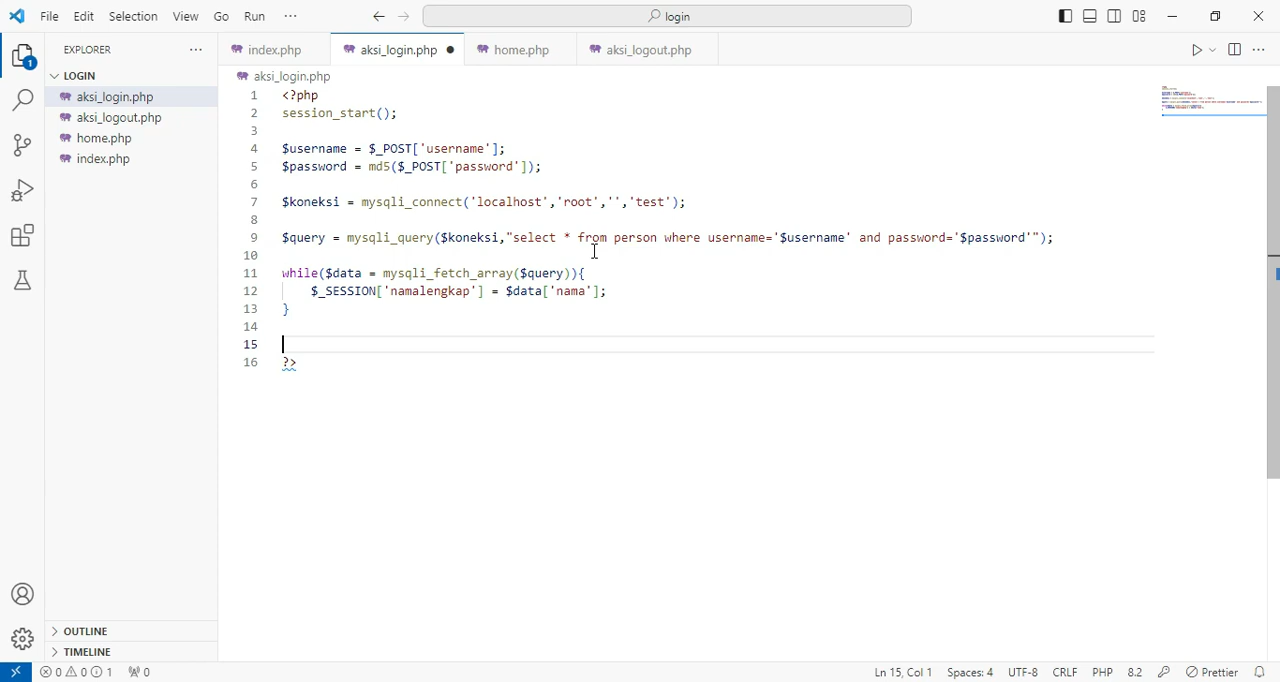 File Edit Selection View Go Run ··· login
EXPLORER ···
LOGIN
aksi_login.php
aksi_logout.php
home.php
index.php
OUTLINE
TIMELINE
index.php aksi_login.php home.php aksi_logout.php
aksi_login.php
1 <?php
2 session_start();
3
4 $username = $_POST['username'];
5 $password = md5($_POST['password']);
6
7 $koneksi = mysqli_connect('localhost','root','','test');
8
9 $query = mysqli_query($koneksi,"select * from person where username='$username' and password='$password'");
10
11 while($data = mysqli_fetch_array($query)){
12 $_SESSION['namalengkap'] = $data['nama'];
13 }
14
15
16 ?>
0 0 1 0 Ln 15, Col 1 Spaces: 4 UTF-8 CRLF PHP 8.2 Prettier